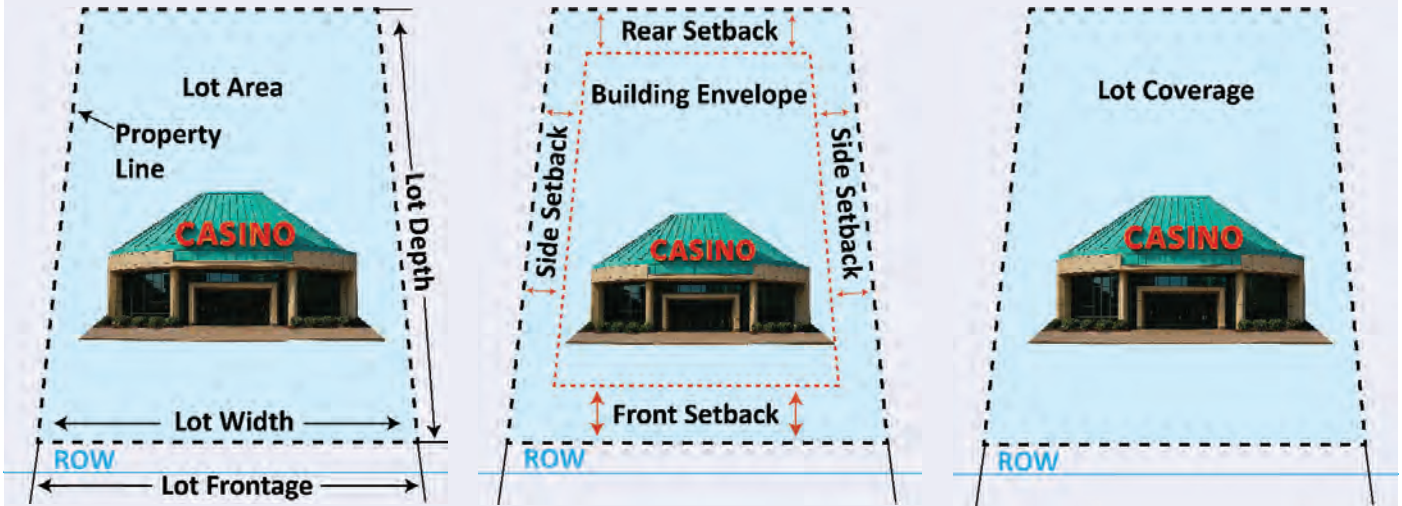 Lot Area
Property
Line
Lot Depth
CASINO
Lot Width
ROW
Lot Frontage
Rear Setback
Building Envelope
Side Setback
Side Setback
CASINO
Front Setback
ROW
Lot Coverage
CASINO
ROW